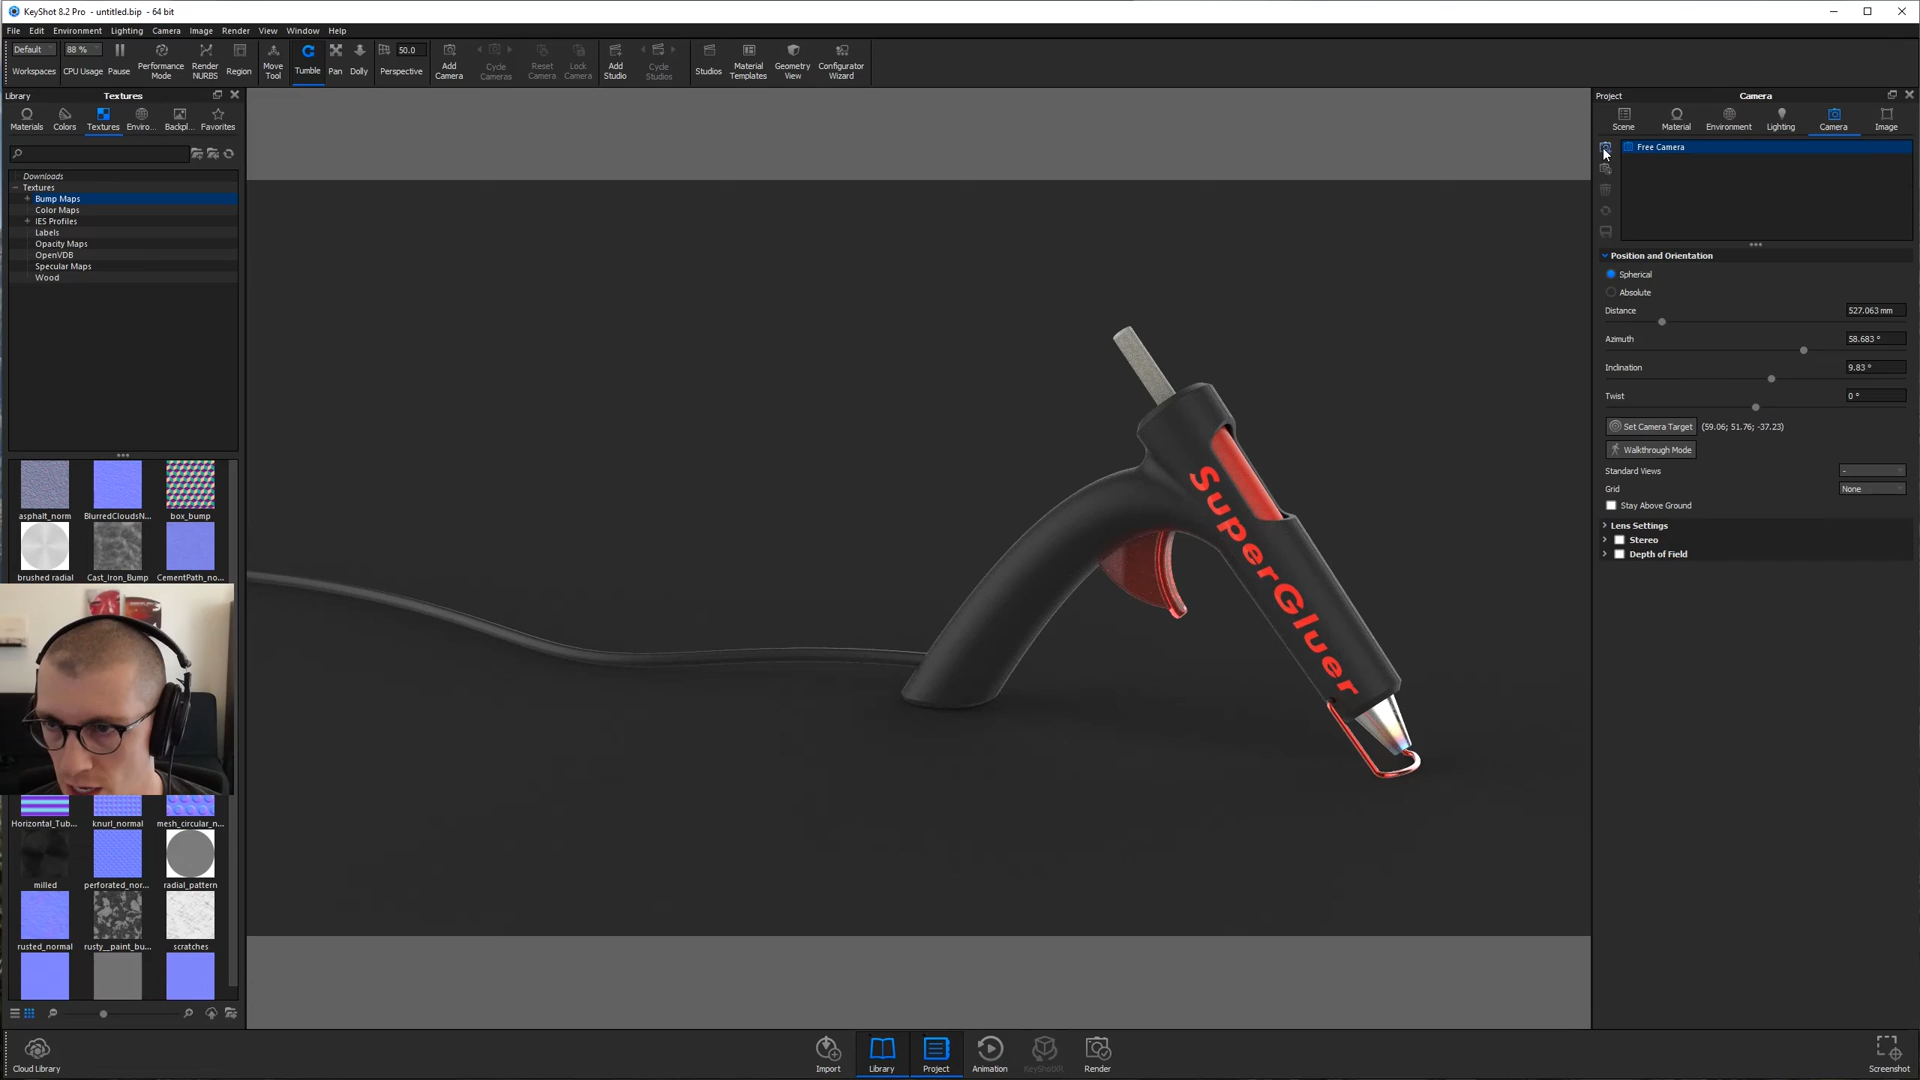 KeyShot 8.2 Pro - untitled.bip - 64 bit
File Edit Environment Lighting Camera Image Render View Window Help
Default 88 % 50.0
Workspaces CPU Usage Pause Performance Mode Render NURBS Region Move Tool Tumble Pan Dolly Perspective Add Camera Cycle Cameras Reset Camera Lock Camera Add Studio Cycle Studios Studios Material Templates Geometry View Configurator Wizard
Library Textures
Materials Colors Textures Enviro... Backpl... Favorites
Downloads
Textures
Bump Maps
Color Maps
IES Profiles
Labels
Opacity Maps
OpenVDB
Specular Maps
Wood
asphalt_norm BlurredCloudsN... box_bump
brushed radial Cast_Iron_Bump CementPath_no...
Horizontal_Tub... knurl_normal mesh_circular_n...
milled perforated_nor... radial_pattern
rusted_normal rusty__paint_bu... scratches
SuperGluer
Project Camera
Scene Material Environment Lighting Camera Image
Free Camera
Position and Orientation
Spherical
Absolute
Distance 527.063 mm
Azimuth 58.683 °
Inclination 9.83 °
Twist 0 °
Set Camera Target (59.06; 51.76; -37.23)
Walkthrough Mode
Standard Views -
Grid None
Stay Above Ground
Lens Settings
Stereo
Depth of Field
Cloud Library Import Library Project Animation KeyShotXR Render Screenshot